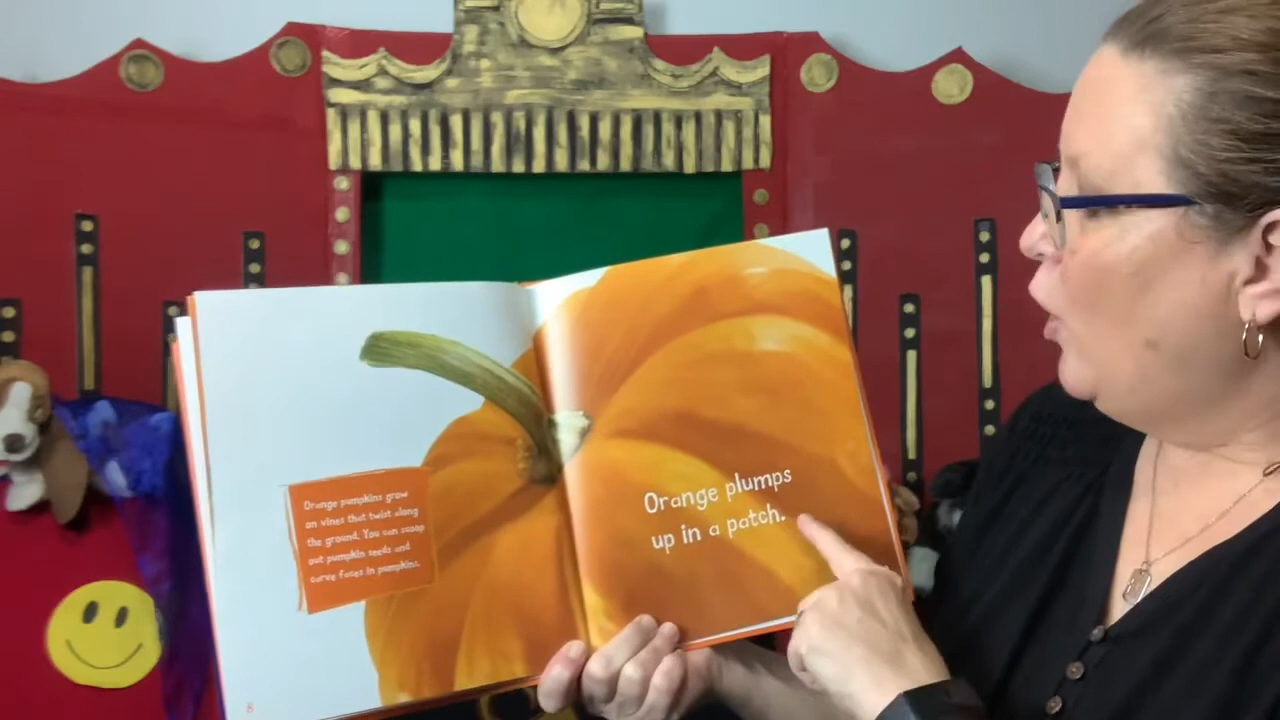 Orange pumpkins grow
on vines that twist along
the ground. You can scoop
out pumpkin seeds and
carve faces in pumpkins.
Orange plumps
up in a patch.